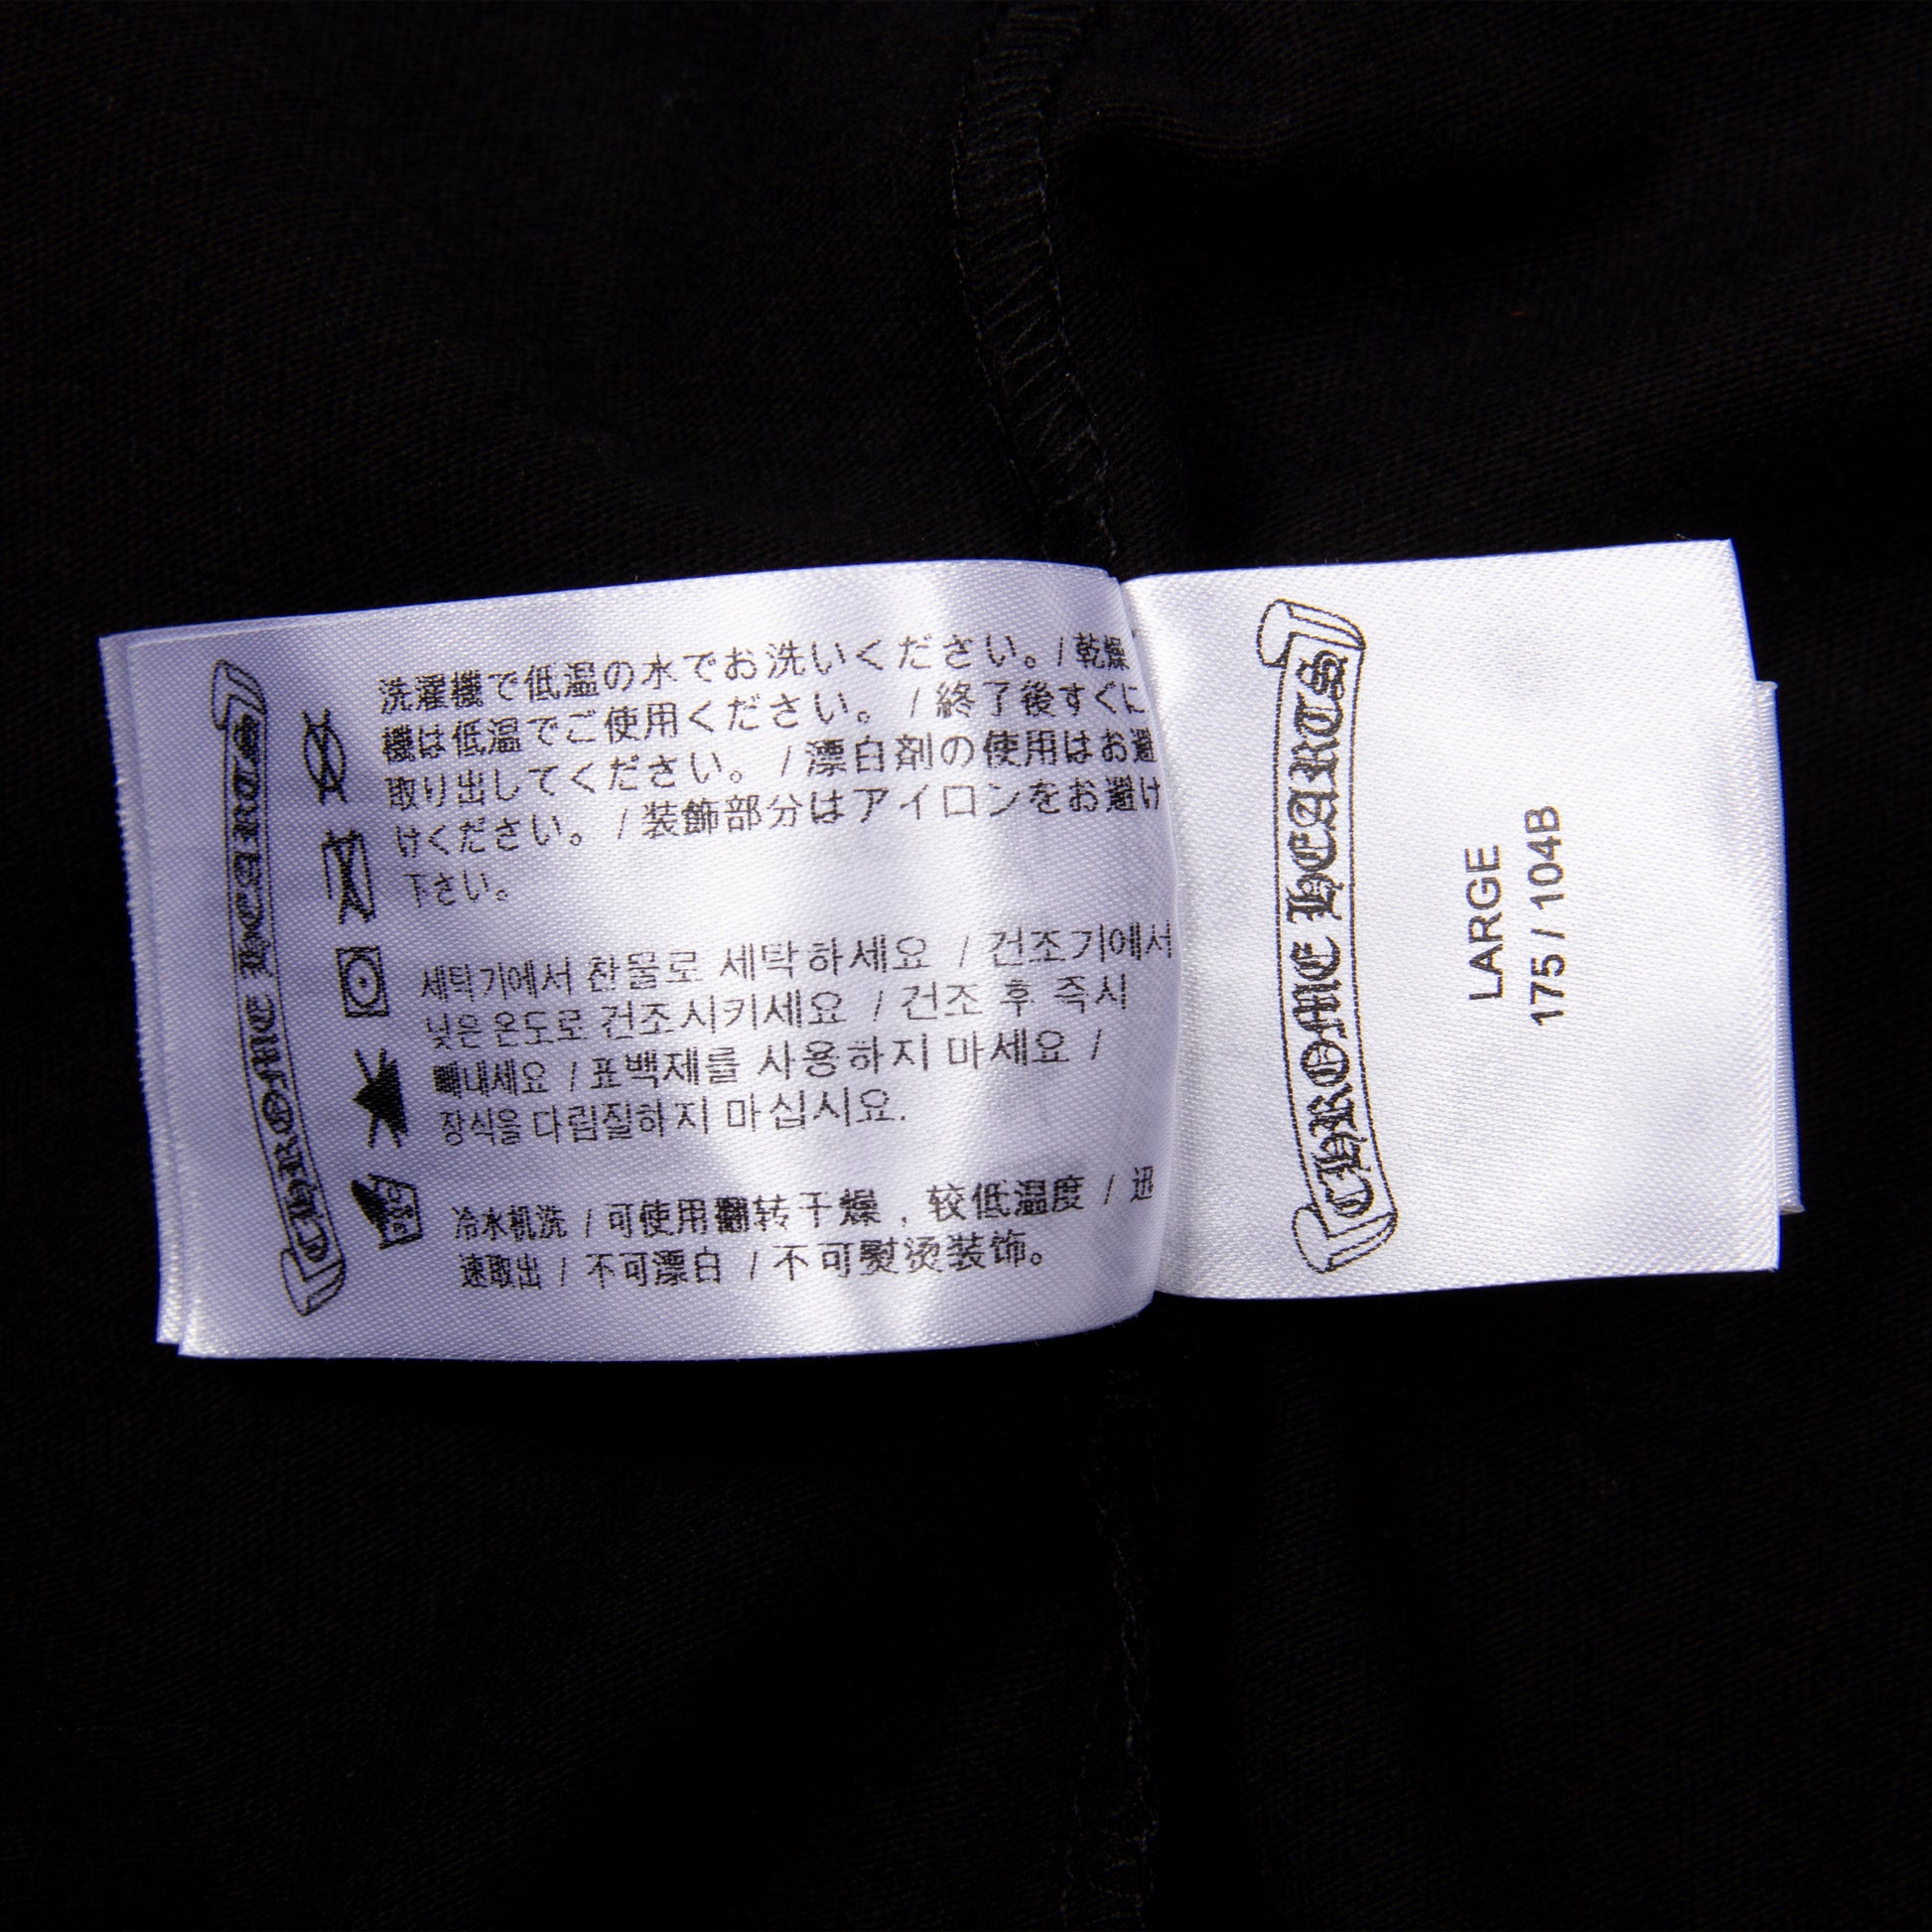 CHROME HEARTS
洗濯機で低温の水でお洗いください。/ 乾燥
機は低温でご使用ください。 / 終了後すぐに
取り出してください。 / 漂白剤の使用はお避
けください。 / 装飾部分はアイロンをお避け
下さい。
세탁기에서 찬물로 세탁하세요 / 건조기에서
낮은 온도로 건조시키세요 / 건조 후 즉시
빼내세요 / 표백제를 사용하지 마세요 /
장식을 다림질하지 마십시요.
冷水机洗 / 可使用翻转干燥，较低温度 / 迅
速取出 / 不可漂白 / 不可熨烫装饰。
CHROME HEARTS
LARGE
175 / 104B